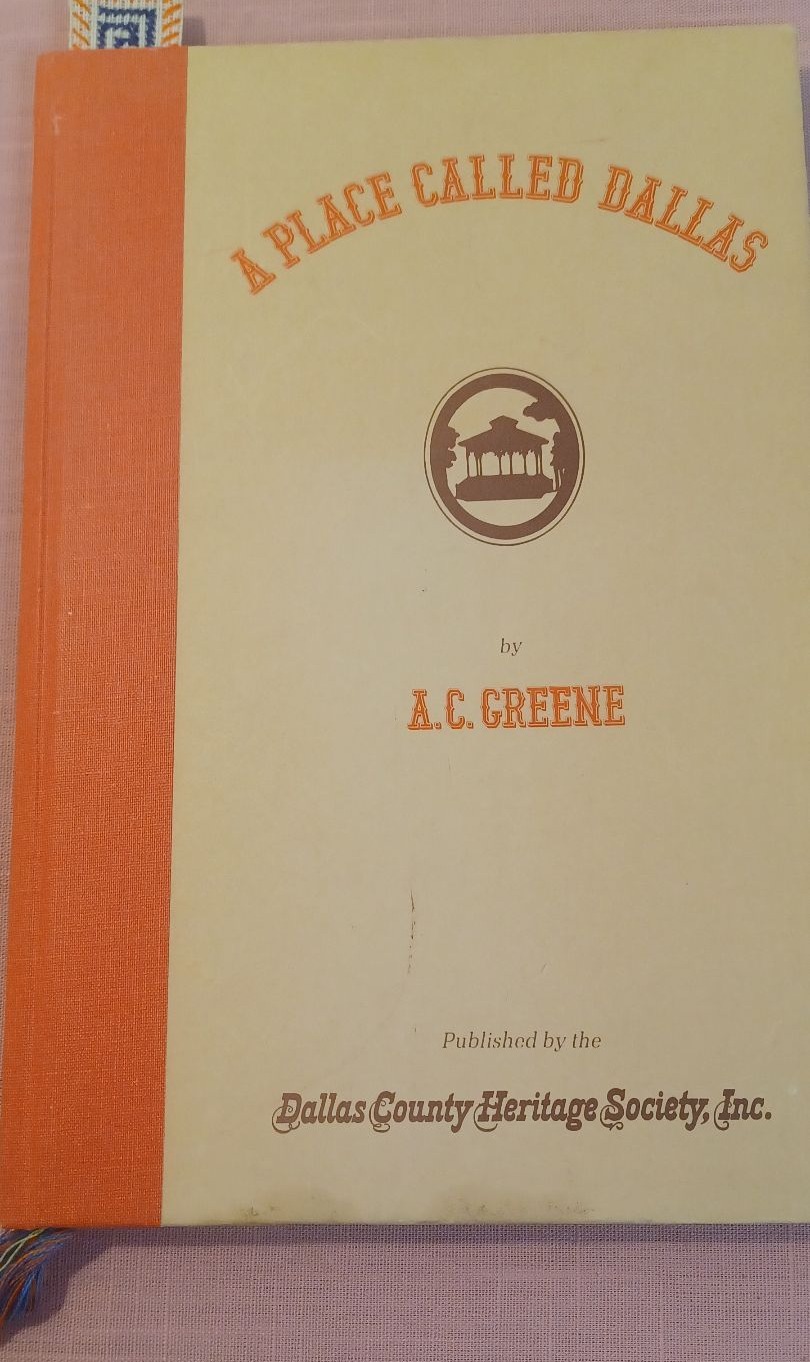 A PLACE CALLED DALLAS
by
A.C. GREENE
Published by the
Dallas County Heritage Society, Inc.